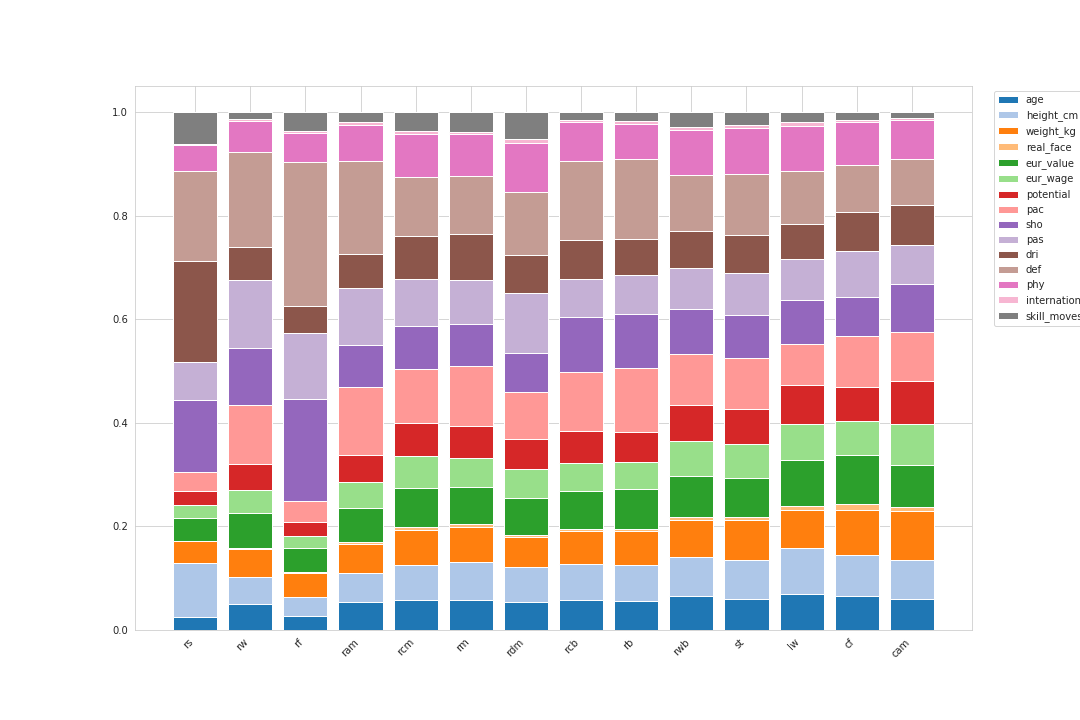 1.0
0.8
0.6
0.4
0.2
0.0
rs
rw
rf
ram
rcm
rm
rdm
rcb
rb
rwb
st
lw
cf
cam
age
height_cm
weight_kg
real_face
eur_value
eur_wage
potential
pac
sho
pas
dri
def
phy
internation
skill_moves